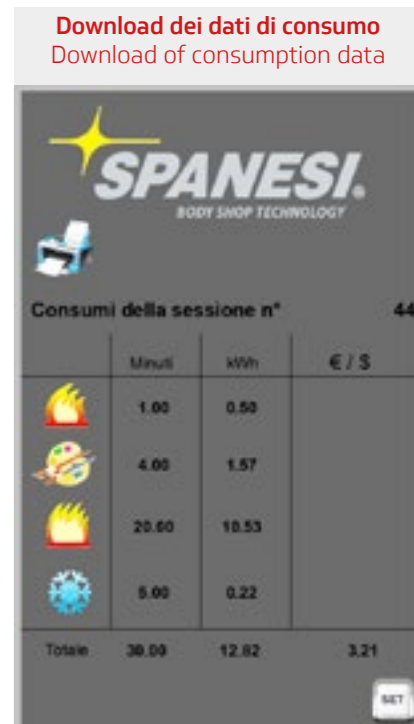 Download dei dati di consumo
Download of consumption data
SPANESI®
BODY SHOP TECHNOLOGY
Consumi della sessione n° 44
Minuti kWh € / $
1.00 0.50
4.00 1.57
20.00 10.53
5.00 0.22
Totale 30.00 12.82 3.21
SET